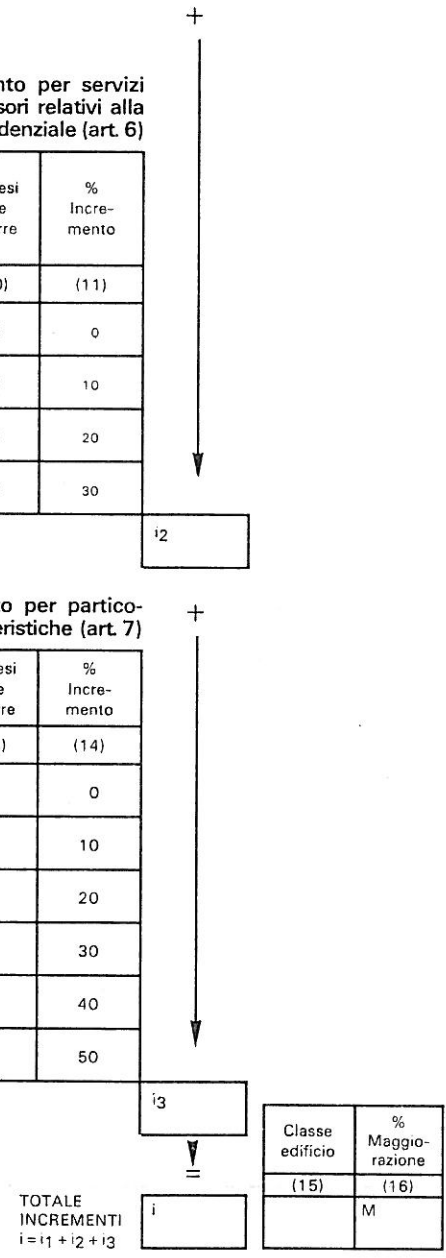 +
nto per servizi
sori relativi alla
denziale (art. 6)
esi % 
e Incre-
rre mento
0) (11)
0
10
20
30
i2
o per partico- +
eristiche (art. 7)
esi %
e Incre-
re mento
) (14)
0
10
20
30
40
50
i3
=
Classe %
edificio Maggio-
razione
(15) (16)
TOTALE i M
INCREMENTI
i = i1 + i2 + i3